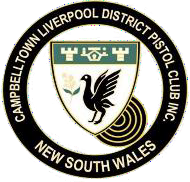 CAMPBELLTOWN LIVERPOOL DISTRICT PISTOL CLUB INC.
NEW SOUTH WALES